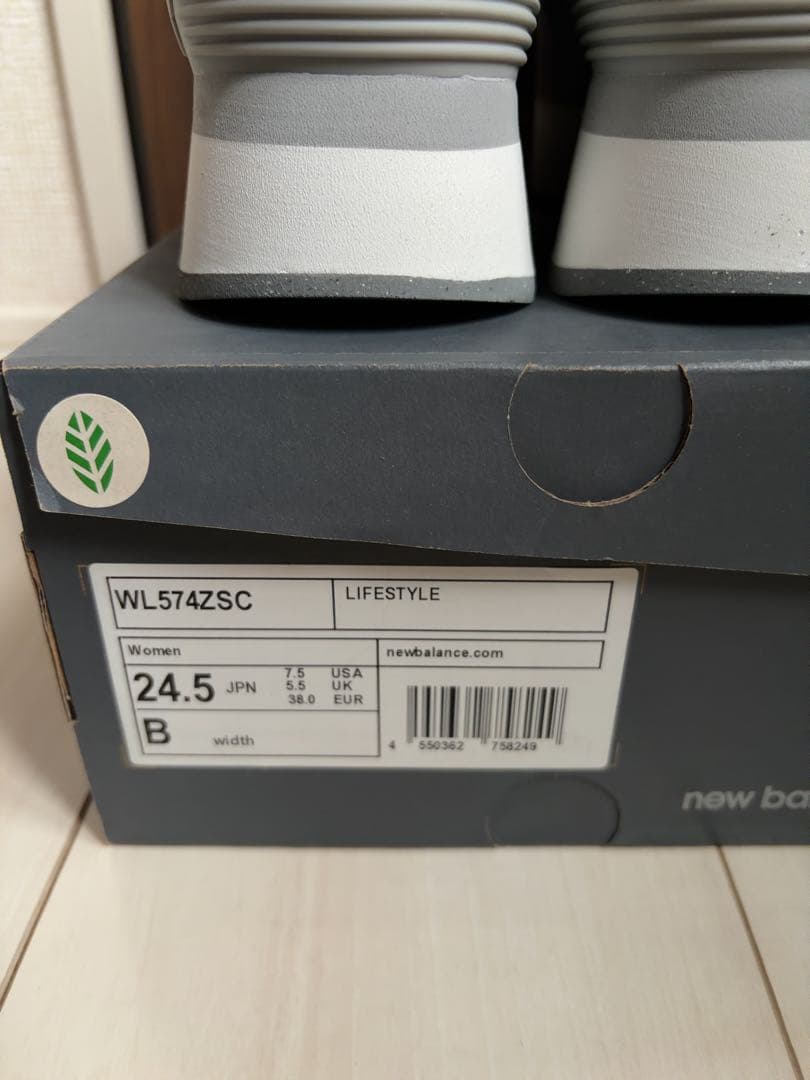 WL574ZSC
LIFESTYLE
Women
newbalance.com
24.5 JPN
7.5 USA
5.5 UK
38.0 EUR
B width
4 550362 758249
new ba